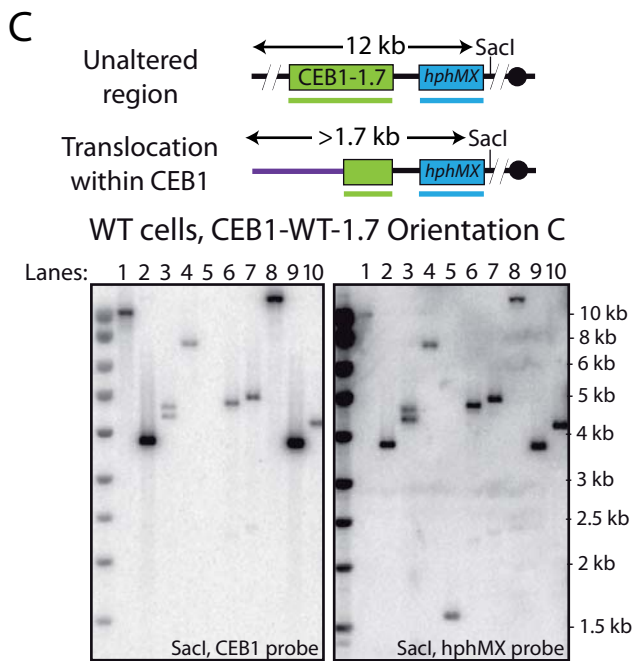 C
12 kb
SacI
Unaltered
region
CEB1-1.7
hphMX
>1.7 kb
SacI
Translocation
within CEB1
hphMX
WT cells, CEB1-WT-1.7 Orientation C
Lanes: 1 2 3 4 5 6 7 8 9 10 1 2 3 4 5 6 7 8 9 10
10 kb
8 kb
6 kb
5 kb
4 kb
3 kb
2.5 kb
2 kb
1.5 kb
SacI, CEB1 probe
SacI, hphMX probe